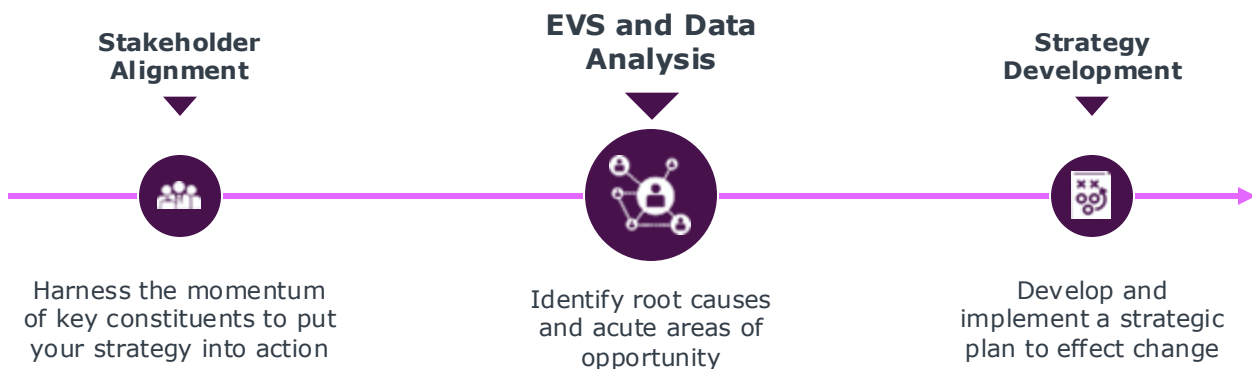 Stakeholder
Alignment
EVS and Data
Analysis
Strategy
Development
Harness the momentum
of key constituents to put
your strategy into action
Identify root causes
and acute areas of
opportunity
Develop and
implement a strategic
plan to effect change